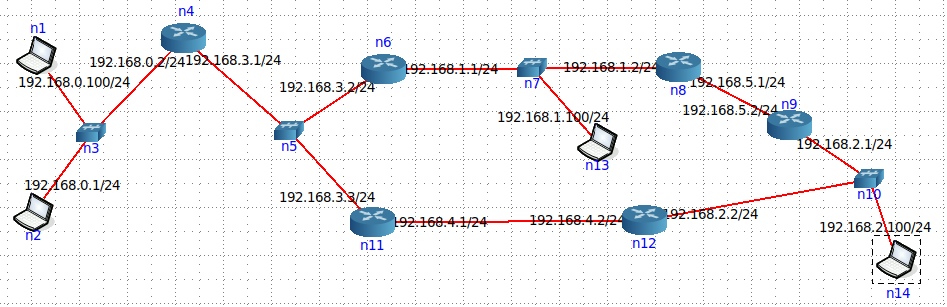 n4
n1
n6
192.168.0.2/24
192.168.3.1/24
192.168.1.1/24
192.168.1.2/24
192.168.0.100/24
192.168.3.2/24
n7
n8
192.168.5.1/24
192.168.5.2/24
n9
192.168.1.100/24
n3
n5
192.168.2.1/24
n13
192.168.0.1/24
192.168.3.3/24
n10
192.168.4.1/24
192.168.4.2/24
192.168.2.2/24
n2
n11
n12
192.168.2.100/24
n14